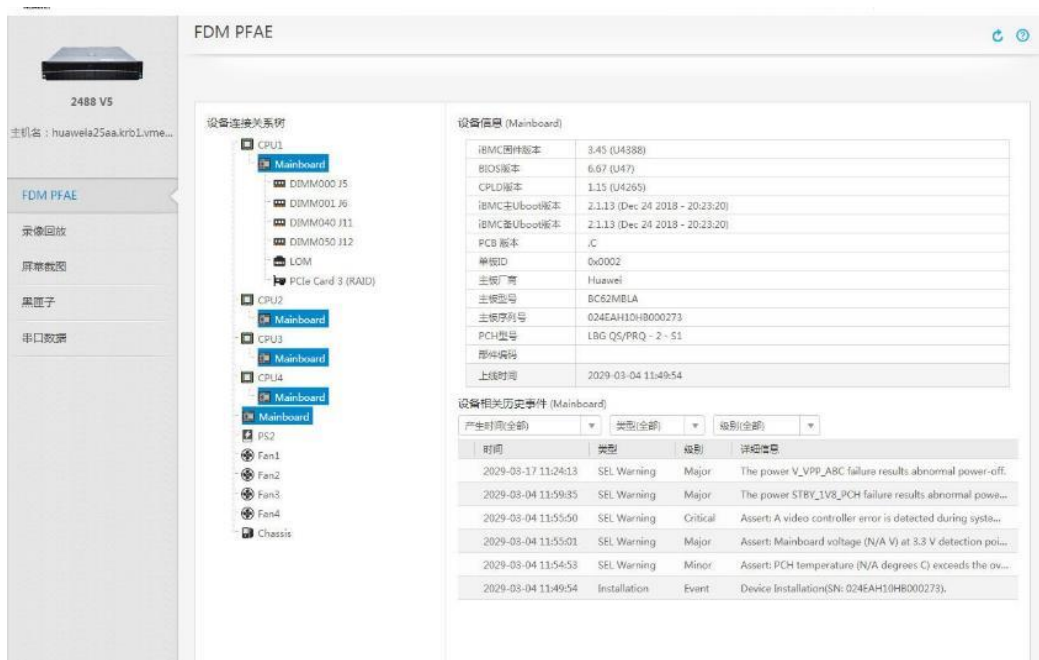 FDM PFAE
2488 V5
主机名：huawela25aa.krb1.vme...
FDM PFAE
录像回放
屏幕截图
黑匣子
串口数据
设备连接关系树
CPU1
Mainboard
DIMM000 J5
DIMM001 J6
DIMM040 J11
DIMM050 J12
LOM
PCIe Card 3 (RAID)
CPU2
Mainboard
CPU3
Mainboard
CPU4
Mainboard
Mainboard
PS2
Fan1
Fan2
Fan3
Fan4
Chassis
设备信息 (Mainboard)
iBMC固件版本 3.45 (U4388)
BIOS版本 6.67 (U47)
CPLD版本 1.15 (U4265)
iBMC主Uboot版本 2.1.13 (Dec 24 2018 - 20:23:20)
iBMC备Uboot版本 2.1.13 (Dec 24 2018 - 20:23:20)
PCB 版本 .C
单板ID 0x0002
主板厂商 Huawei
主板型号 BC62MBLA
主板序列号 024EAH10HB000273
PCH型号 LBG QS/PRQ - 2 - S1
部件编码
上线时间 2029-03-04 11:49:54
设备相关历史事件 (Mainboard)
产生时间(全部) 类型(全部) 级别(全部)
时间 类型 级别 详细信息
2029-03-17 11:24:13 SEL Warning Major The power V_VPP_ABC failure results abnormal power-off.
2029-03-04 11:59:35 SEL Warning Major The power STBY_1V8_PCH failure results abnormal powe...
2029-03-04 11:55:50 SEL Warning Critical Assert: A video controller error is detected during syste...
2029-03-04 11:55:01 SEL Warning Major Assert: Mainboard voltage (N/A V) at 3.3 V detection poi...
2029-03-04 11:54:53 SEL Warning Minor Assert: PCH temperature (N/A degrees C) exceeds the ov...
2029-03-04 11:49:54 Installation Event Device Installation(SN: 024EAH10HB000273).